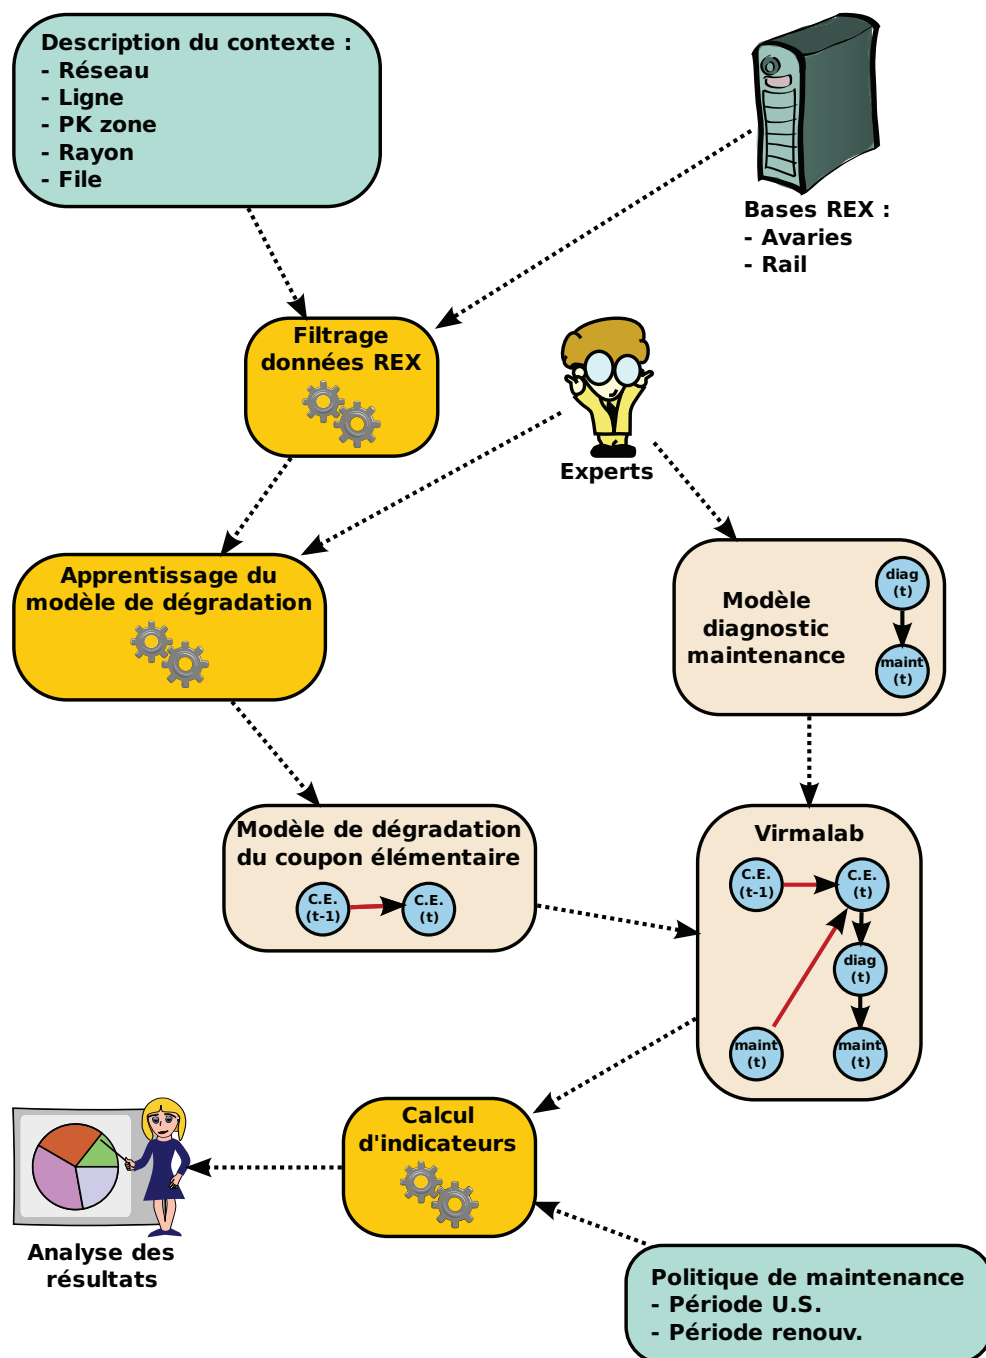 Description du contexte :
- Réseau
- Ligne
- PK zone
- Rayon
- File
Bases REX :
- Avaries
- Rail
Filtrage
données REX
Experts
Apprentissage du
modèle de dégradation
Modèle
diagnostic
maintenance
diag
(t)
maint
(t)
Modèle de dégradation
du coupon élémentaire
C.E.
(t-1)
C.E.
(t)
Virmalab
C.E.
(t-1)
C.E.
(t)
diag
(t)
maint
(t)
maint
(t)
Calcul
d'indicateurs
Analyse des
résultats
Politique de maintenance
- Période U.S.
- Période renouv.